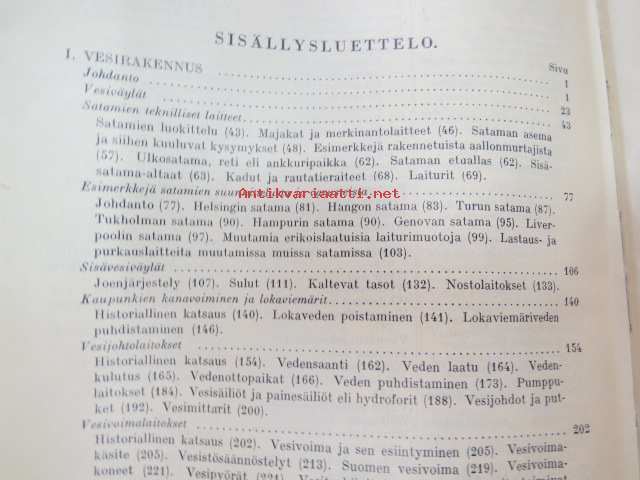 SISÄLLYSLUETTELO.
Sivu
I. VESIRAKENNUS 1
Johdanto 1
Vesiväylät 23
Satamien teknilliset laitteet 43
Satamien luokittelu (43). Majakat ja merkinantolaitteet (46). Sataman asema
ja siihen kuuluvat kysymykset (48). Esimerkkejä rakennetuista aallonmurtajista
(57). Ulkosatama, reti eli ankkuripaikka (62). Sataman etuallas (62). Sisä-
satama-altaat (63). Kadut ja rautatieraiteet (68). Laiturit (69).
Esimerkkejä satamien 77
Antikvariaatti.net
Johdanto (77). Helsingin satama (81). Hangon satama (83). Turun satama (87).
Tukholman satama (90). Hampurin satama (90). Genovan satama (95). Liver-
poolin satama (97). Muutamia erikoislaatuisia laiturimuotoja (99). Lastaus- ja
purkauslaitteita muutamissa muissa satamissa (103).
Sisävesiväylät 106
Joenjärjestely (107). Sulut (111). Kaltevat tasot (132). Nostolaitokset (133).
Kaupunkien kanavoiminen ja lokaviemärit 140
Historiallinen katsaus (140). Lokaveden poistaminen (141). Lokaviemäriveden
puhdistaminen (146).
Vesijohtolaitokset 154
Historiallinen katsaus (154). Vedensaanti (162). Veden laatu (164). Veden-
kulutus (165). Vedenottopaikat (166). Veden puhdistaminen (173). Pumppu-
laitokset (184). Vesisäiliöt ja painesäiliöt eli hydroforit (188). Vesijohdot ja put-
ket (192). Vesimittarit (200).
Vesivoimalaitokset 202
Historiallinen katsaus (202). Vesivoima ja sen esiintyminen (205). Vesivoima-
käsite (205). Vesistösäännöstelyt (213). Suomen vesivoima (219). Vesivoima-
koneet (221). Vesipyörät